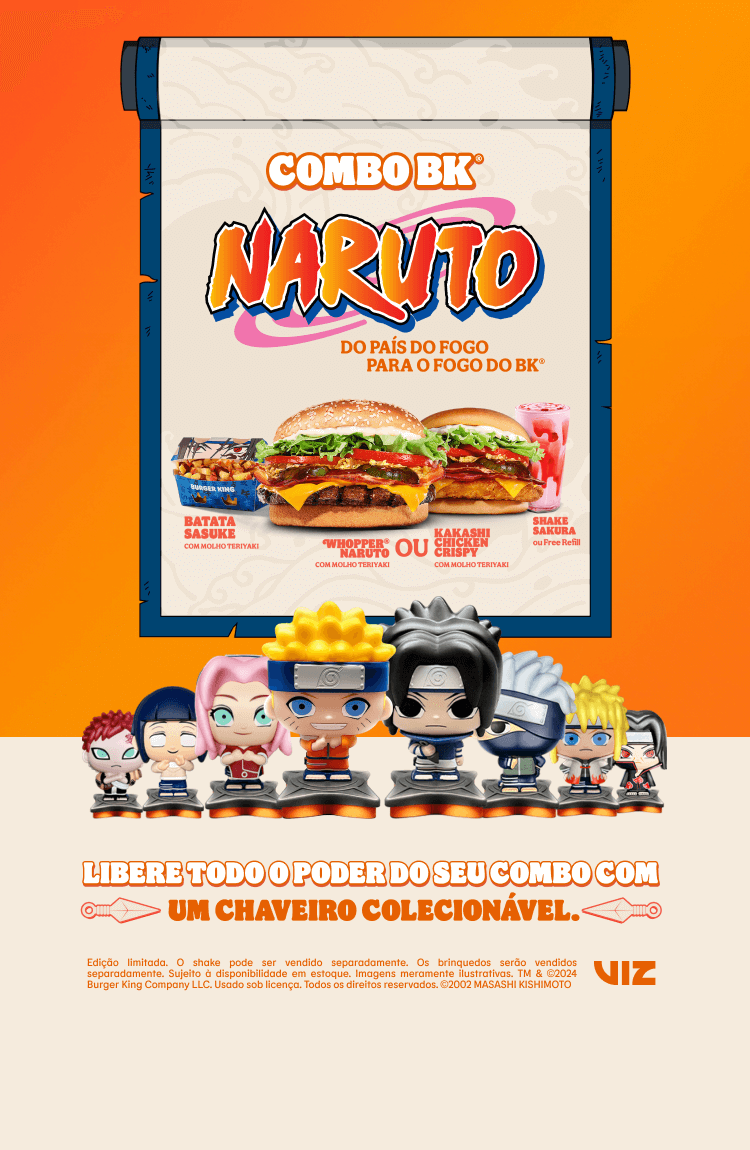 COMBO BK®
NARUTO
DO PAÍS DO FOGO
PARA O FOGO DO BK®
BURGER KING
BATATA
SASUKE
COM MOLHO TERIYAKI
WHOPPER®
NARUTO
COM MOLHO TERIYAKI
OU
KAKASHI
CHICKEN
CRISPY
COM MOLHO TERIYAKI
SHAKE
SAKURA
ou Free Refill
LIBERE TODO O PODER DO SEU COMBO COM
UM CHAVEIRO COLECIONÁVEL.
Edição limitada. O shake pode ser vendido separadamente. Os brinquedos serão vendidos
separadamente. Sujeito à disponibilidade em estoque. Imagens meramente ilustrativas. TM & ©2024
Burger King Company LLC. Usado sob licença. Todos os direitos reservados. ©2002 MASASHI KISHIMOTO
VIZ